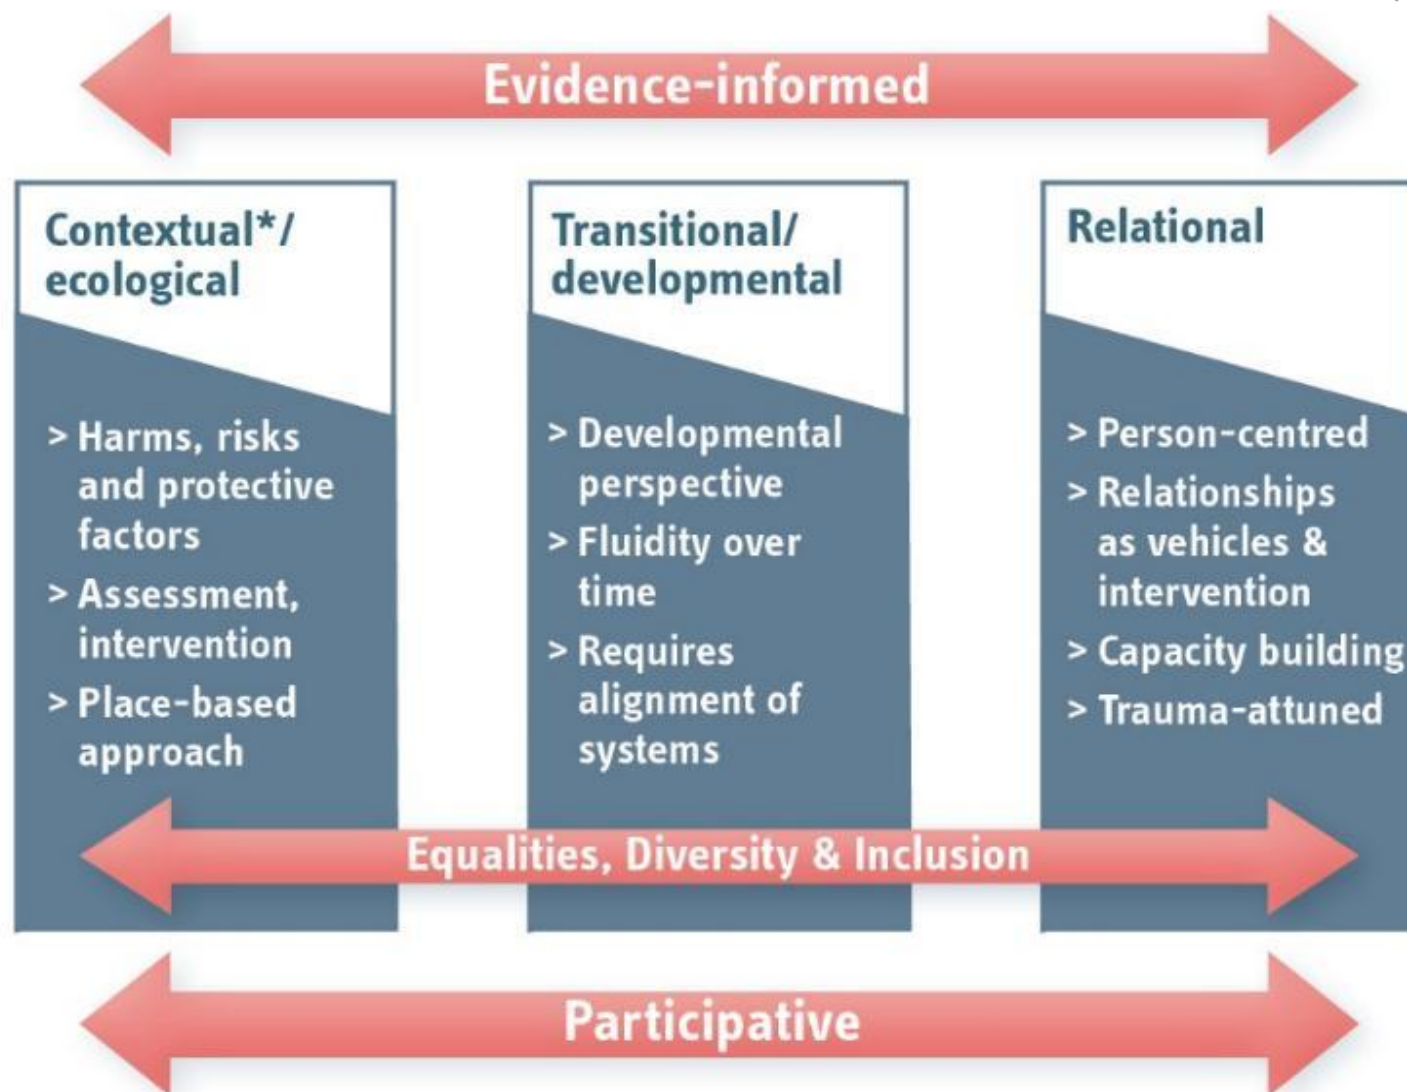 Evidence-informed
Contextual*/
ecological
> Harms, risks
and protective
factors
> Assessment,
intervention
> Place-based
approach
Transitional/
developmental
> Developmental
perspective
> Fluidity over
time
> Requires
alignment of
systems
Relational
> Person-centred
> Relationships
as vehicles &
intervention
> Capacity building
> Trauma-attuned
Equalities, Diversity & Inclusion
Participative